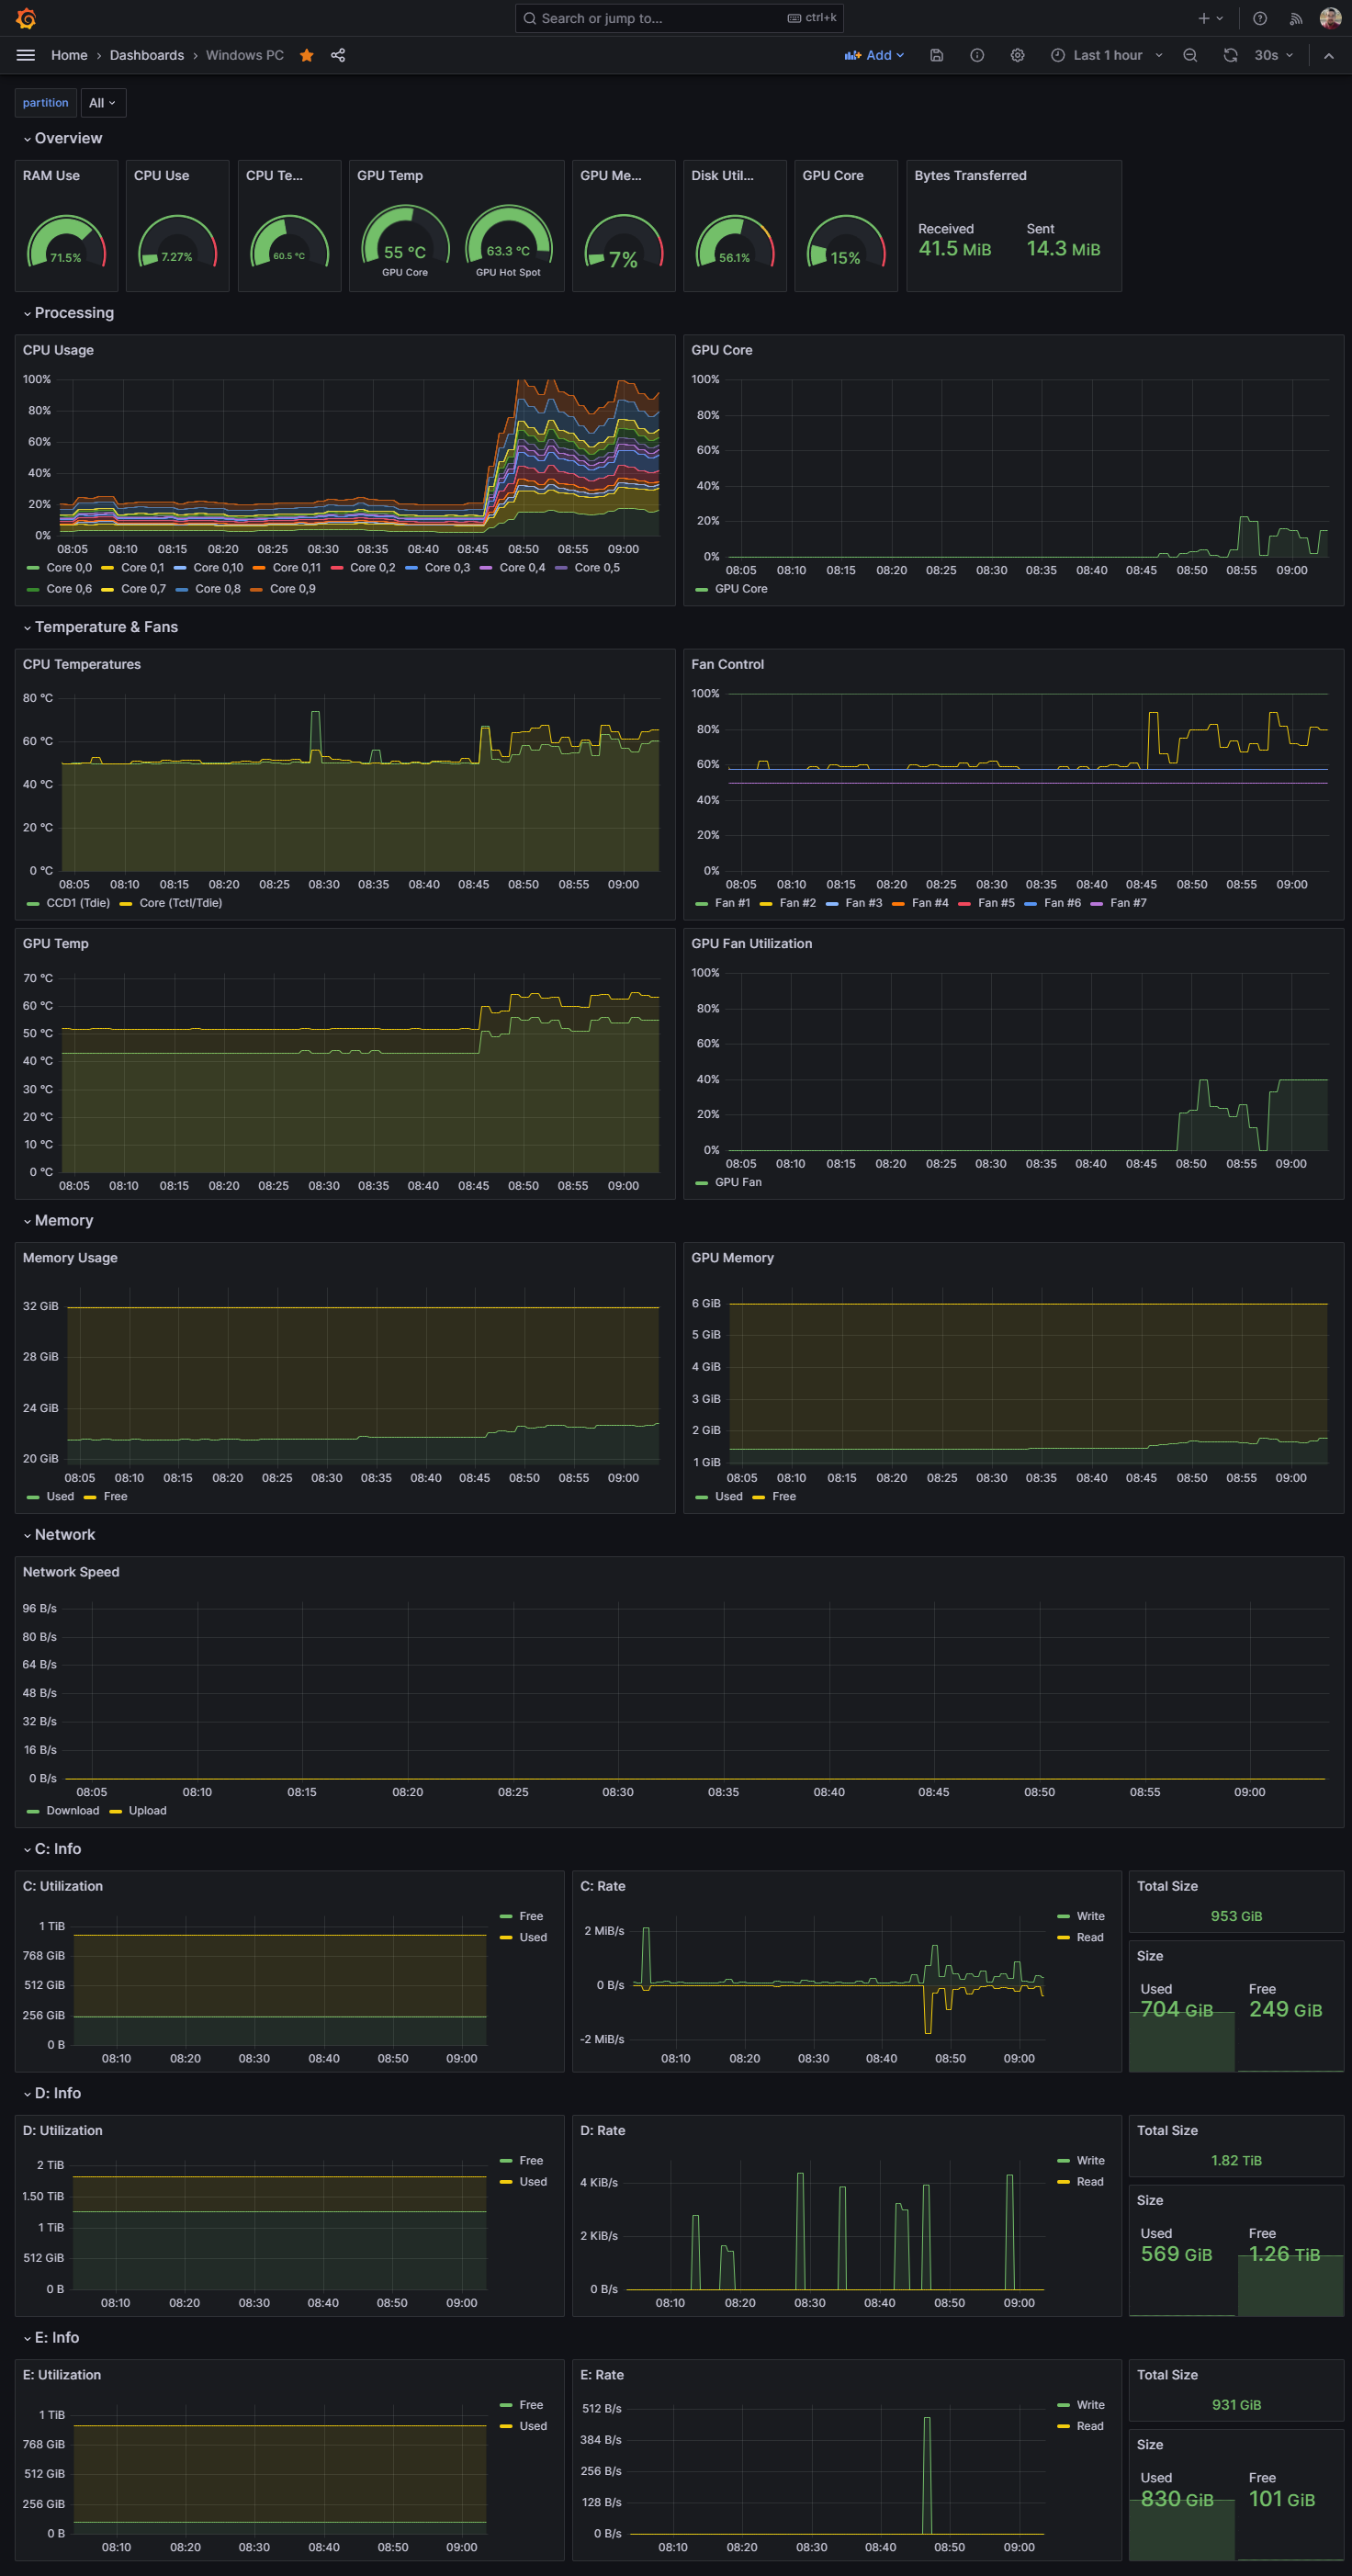 Search or jump to... ctrl+k
Home › Dashboards › Windows PC Add Last 1 hour 30s
partition All
Overview
RAM Use CPU Use CPU Te... GPU Temp GPU Me... Disk Util... GPU Core Bytes Transferred
Received Sent
71.5% 7.27% 60.5 °C 55 °C 63.3 °C 7% 56.1% 15% 41.5 MiB 14.3 MiB
GPU Core GPU Hot Spot
Processing
CPU Usage
100%
80%
60%
40%
20%
0%
08:05 08:10 08:15 08:20 08:25 08:30 08:35 08:40 08:45 08:50 08:55 09:00
Core 0,0 Core 0,1 Core 0,10 Core 0,11 Core 0,2 Core 0,3 Core 0,4 Core 0,5
Core 0,6 Core 0,7 Core 0,8 Core 0,9
GPU Core
100%
80%
60%
40%
20%
0%
08:05 08:10 08:15 08:20 08:25 08:30 08:35 08:40 08:45 08:50 08:55 09:00
GPU Core
Temperature & Fans
CPU Temperatures
80 °C
60 °C
40 °C
20 °C
0 °C
08:05 08:10 08:15 08:20 08:25 08:30 08:35 08:40 08:45 08:50 08:55 09:00
CCD1 (Tdie) Core (Tctl/Tdie)
Fan Control
100%
80%
60%
40%
20%
0%
08:05 08:10 08:15 08:20 08:25 08:30 08:35 08:40 08:45 08:50 08:55 09:00
Fan #1 Fan #2 Fan #3 Fan #4 Fan #5 Fan #6 Fan #7
GPU Temp
70 °C
60 °C
50 °C
40 °C
30 °C
20 °C
10 °C
0 °C
08:05 08:10 08:15 08:20 08:25 08:30 08:35 08:40 08:45 08:50 08:55 09:00
GPU Fan Utilization
100%
80%
60%
40%
20%
0%
08:05 08:10 08:15 08:20 08:25 08:30 08:35 08:40 08:45 08:50 08:55 09:00
GPU Fan
Memory
Memory Usage
32 GiB
28 GiB
24 GiB
20 GiB
08:05 08:10 08:15 08:20 08:25 08:30 08:35 08:40 08:45 08:50 08:55 09:00
Used Free
GPU Memory
6 GiB
5 GiB
4 GiB
3 GiB
2 GiB
1 GiB
08:05 08:10 08:15 08:20 08:25 08:30 08:35 08:40 08:45 08:50 08:55 09:00
Used Free
Network
Network Speed
96 B/s
80 B/s
64 B/s
48 B/s
32 B/s
16 B/s
0 B/s
08:05 08:10 08:15 08:20 08:25 08:30 08:35 08:40 08:45 08:50 08:55 09:00
Download Upload
C: Info
C: Utilization
1 TiB
768 GiB
512 GiB
256 GiB
0 B
08:10 08:20 08:30 08:40 08:50 09:00
Free
Used
C: Rate
2 MiB/s
0 B/s
-2 MiB/s
08:10 08:20 08:30 08:40 08:50 09:00
Write
Read
Total Size
953 GiB
Size
Used Free
704 GiB 249 GiB
D: Info
D: Utilization
2 TiB
1.50 TiB
1 TiB
512 GiB
0 B
08:10 08:20 08:30 08:40 08:50 09:00
Free
Used
D: Rate
4 KiB/s
2 KiB/s
0 B/s
08:10 08:20 08:30 08:40 08:50 09:00
Write
Read
Total Size
1.82 TiB
Size
Used Free
569 GiB 1.26 TiB
E: Info
E: Utilization
1 TiB
768 GiB
512 GiB
256 GiB
0 B
08:10 08:20 08:30 08:40 08:50 09:00
Free
Used
E: Rate
512 B/s
384 B/s
256 B/s
128 B/s
0 B/s
08:10 08:20 08:30 08:40 08:50 09:00
Write
Read
Total Size
931 GiB
Size
Used Free
830 GiB 101 GiB